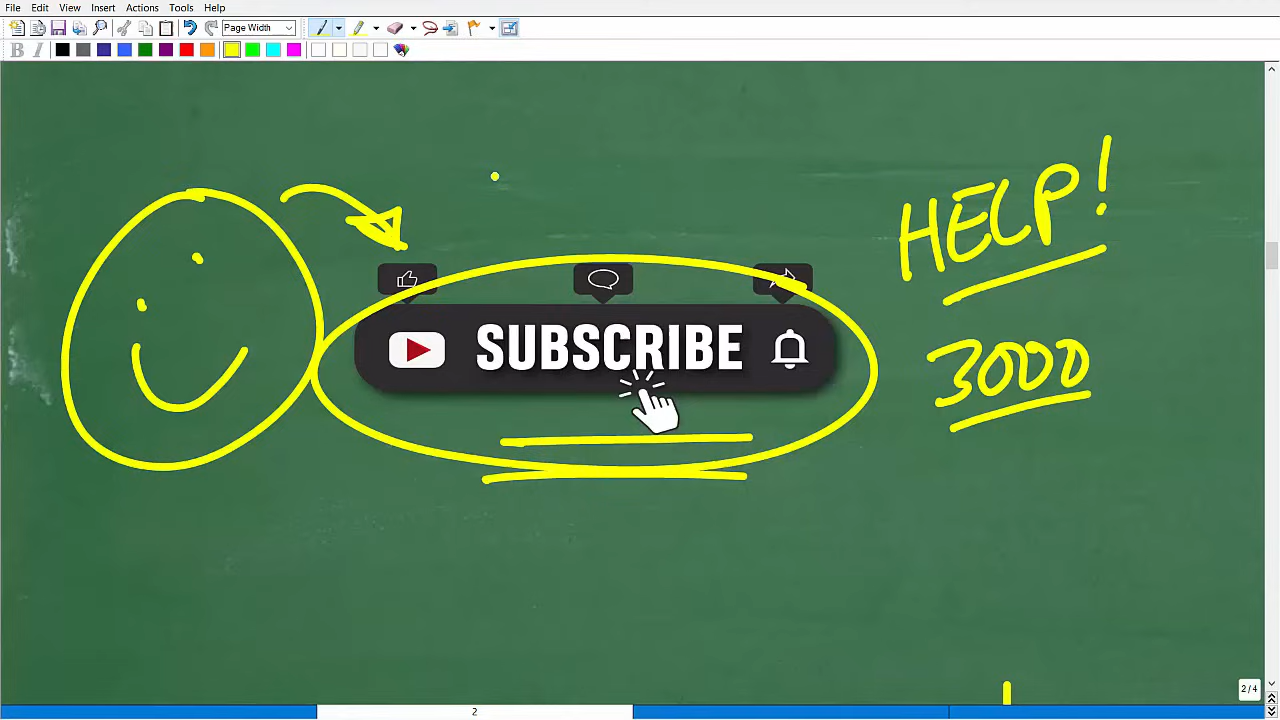 File Edit View Insert Actions Tools Help
Page Width
B I
HELP!
SUBSCRIBE
3000
2/4
2